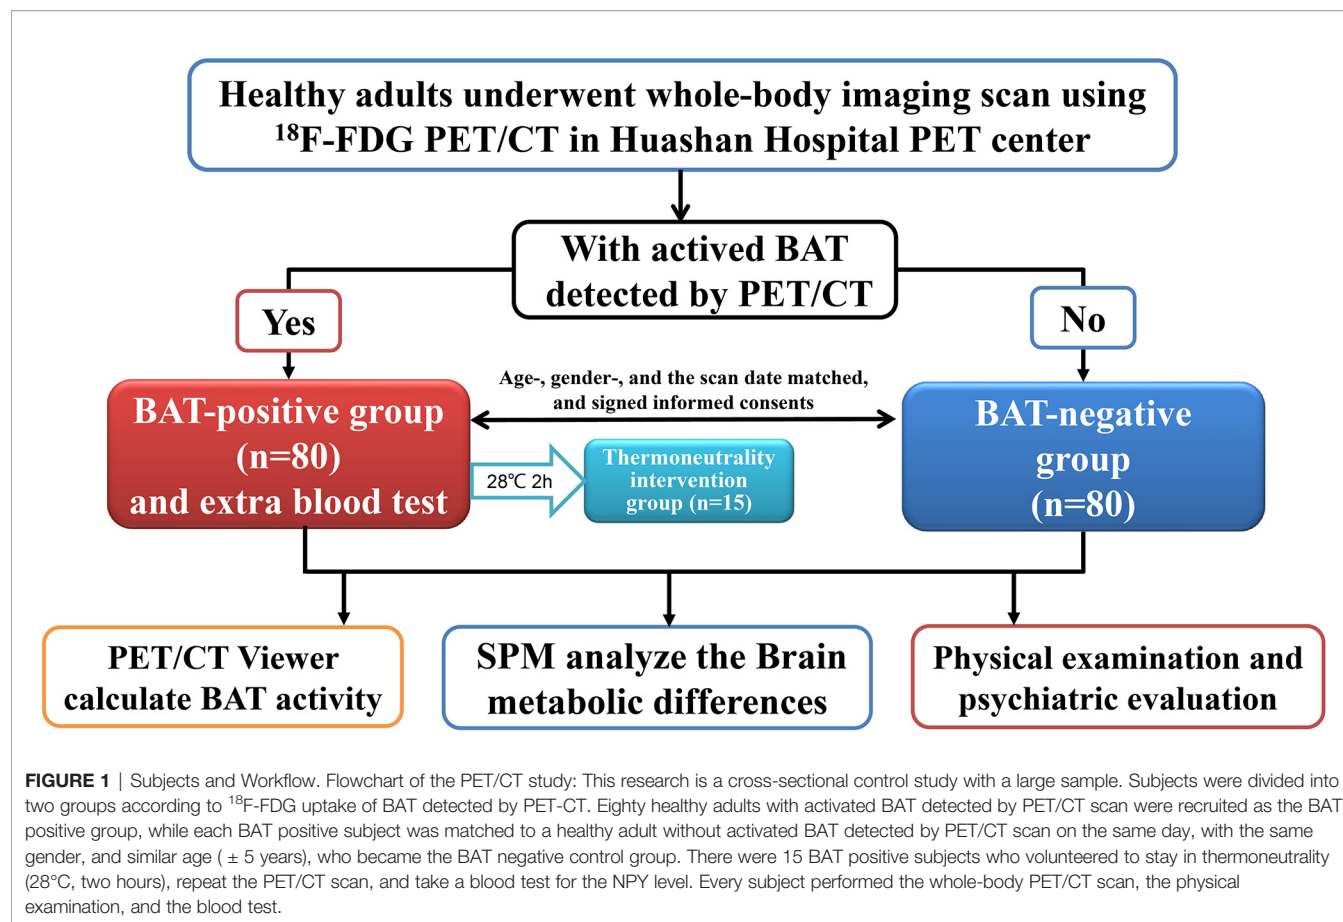 Healthy adults underwent whole-body imaging scan using
¹⁸F-FDG PET/CT in Huashan Hospital PET center
With actived BAT
detected by PET/CT
Yes
No
BAT-positive group
(n=80)
and extra blood test
Age-, gender-, and the scan date matched,
and signed informed consents
28℃ 2h
Thermoneutrality
intervention
group (n=15)
BAT-negative
group
(n=80)
PET/CT Viewer
calculate BAT activity
SPM analyze the Brain
metabolic differences
Physical examination and
psychiatric evaluation
FIGURE 1 | Subjects and Workflow. Flowchart of the PET/CT study: This research is a cross-sectional control study with a large sample. Subjects were divided into
two groups according to ¹⁸F-FDG uptake of BAT detected by PET-CT. Eighty healthy adults with activated BAT detected by PET/CT scan were recruited as the BAT
positive group, while each BAT positive subject was matched to a healthy adult without activated BAT detected by PET/CT scan on the same day, with the same
gender, and similar age ( ± 5 years), who became the BAT negative control group. There were 15 BAT positive subjects who volunteered to stay in thermoneutrality
(28°C, two hours), repeat the PET/CT scan, and take a blood test for the NPY level. Every subject performed the whole-body PET/CT scan, the physical
examination, and the blood test.